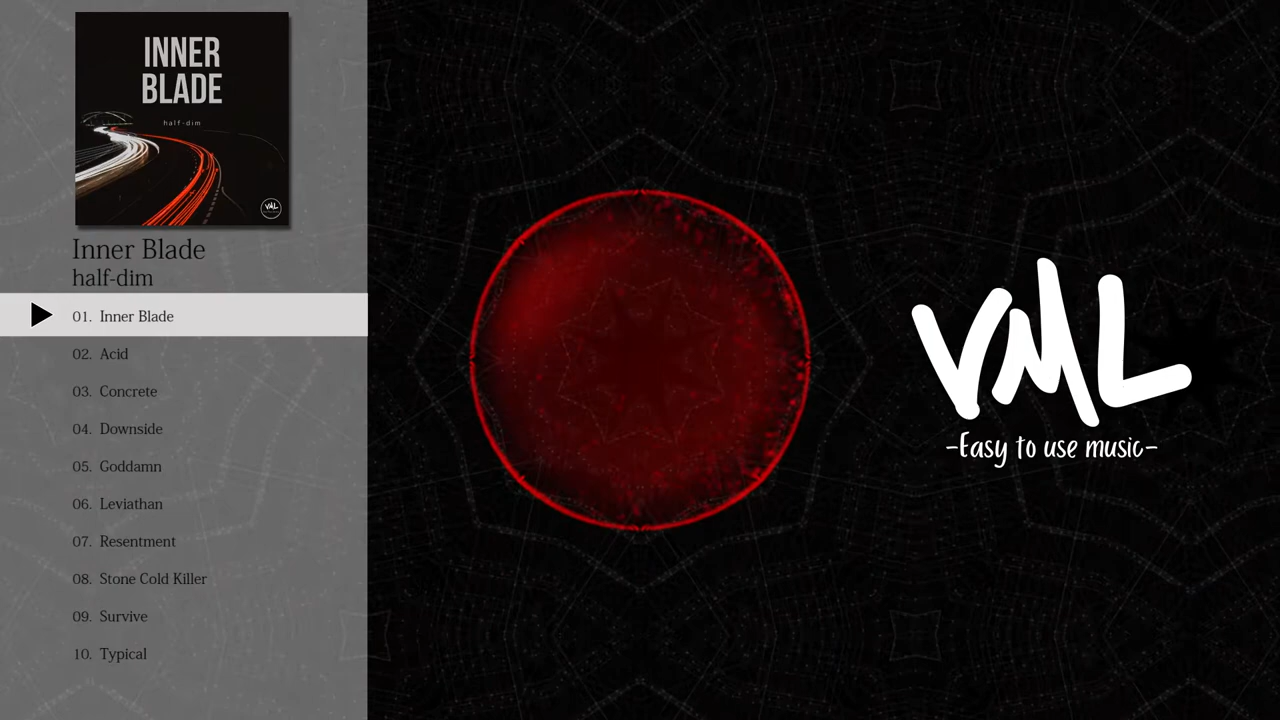 INNER
BLADE
half-dim
VML
Inner Blade
half-dim
01. Inner Blade
02. Acid
03. Concrete
04. Downside
05. Goddamn
06. Leviathan
07. Resentment
08. Stone Cold Killer
09. Survive
10. Typical
VML
-Easy to use music-